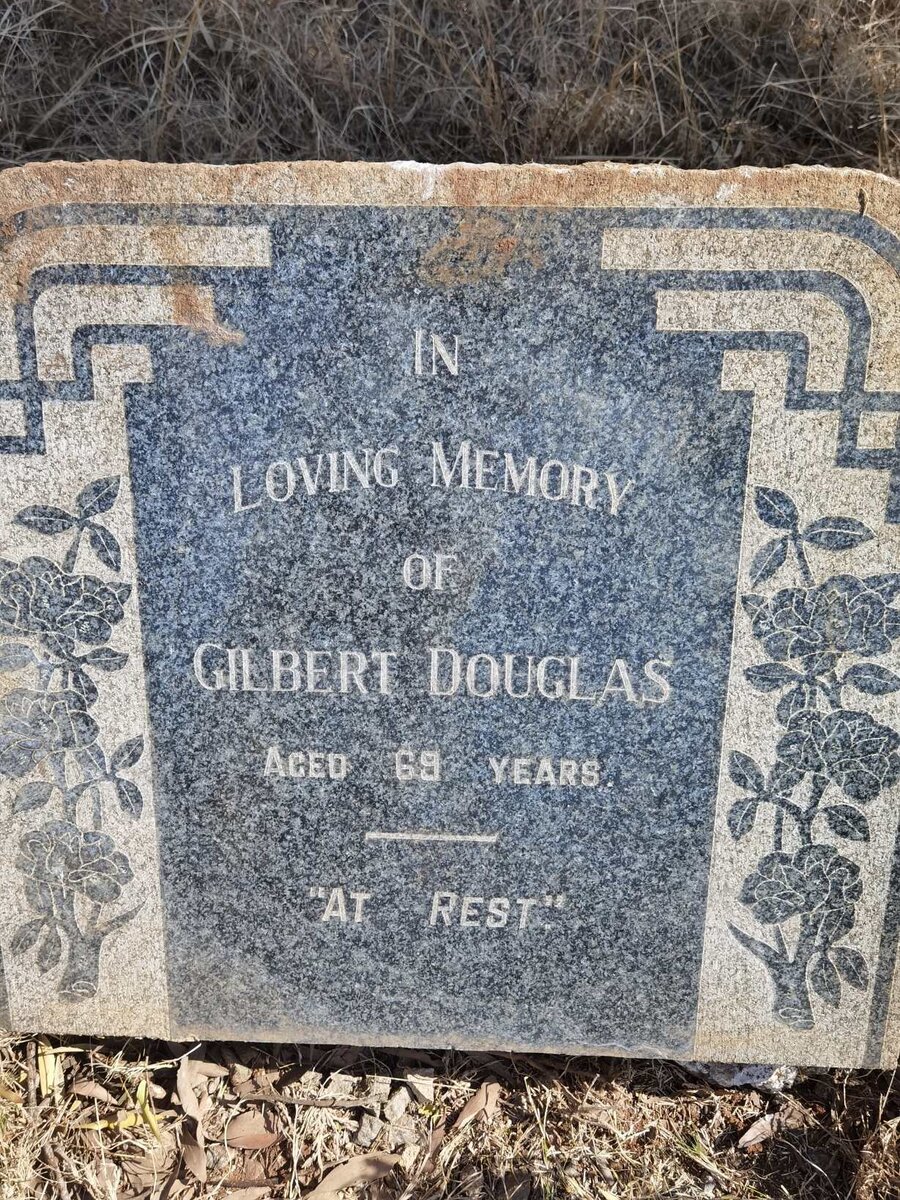 IN
LOVING MEMORY
OF
GILBERT DOUGLAS
AGED 69 YEARS.
"AT REST."